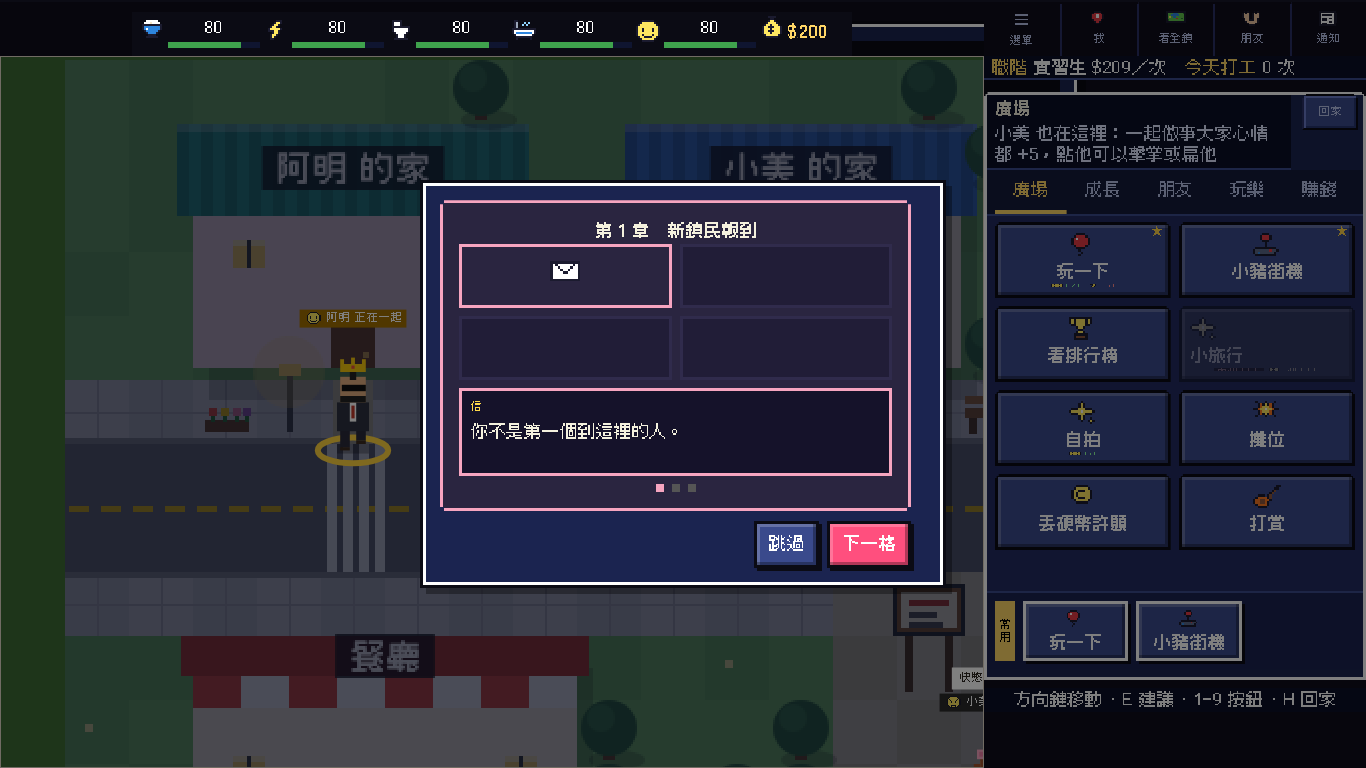 80
80
80
80
80
$200
選單
我
看全鎮
朋友
通知
職階 實習生 $209／次 今天打工 0 次
廣場
回家
小美 也在這裡：一起做事大家心情
都 +5，點他可以擊掌或扁他
廣場
成長
朋友
玩樂
賺錢
玩一下
小豬街機
看排行榜
小旅行
自拍
攤位
丟硬幣許願
打賞
常用
玩一下
小豬街機
方向鍵移動 · E 建議 · 1-9 按鈕 · H 回家
阿明 的家
小美 的家
阿明 正在一起
餐廳
第 1 章 新鎮民報到
信
你不是第一個到這裡的人。
跳過
下一格